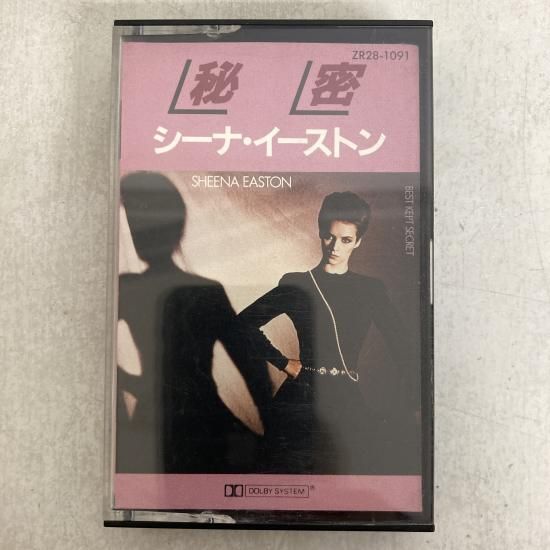 ZR28-1091
秘密
シーナ・イーストン
SHEENA EASTON
BEST KEPT SECRET
DOLBY SYSTEM®